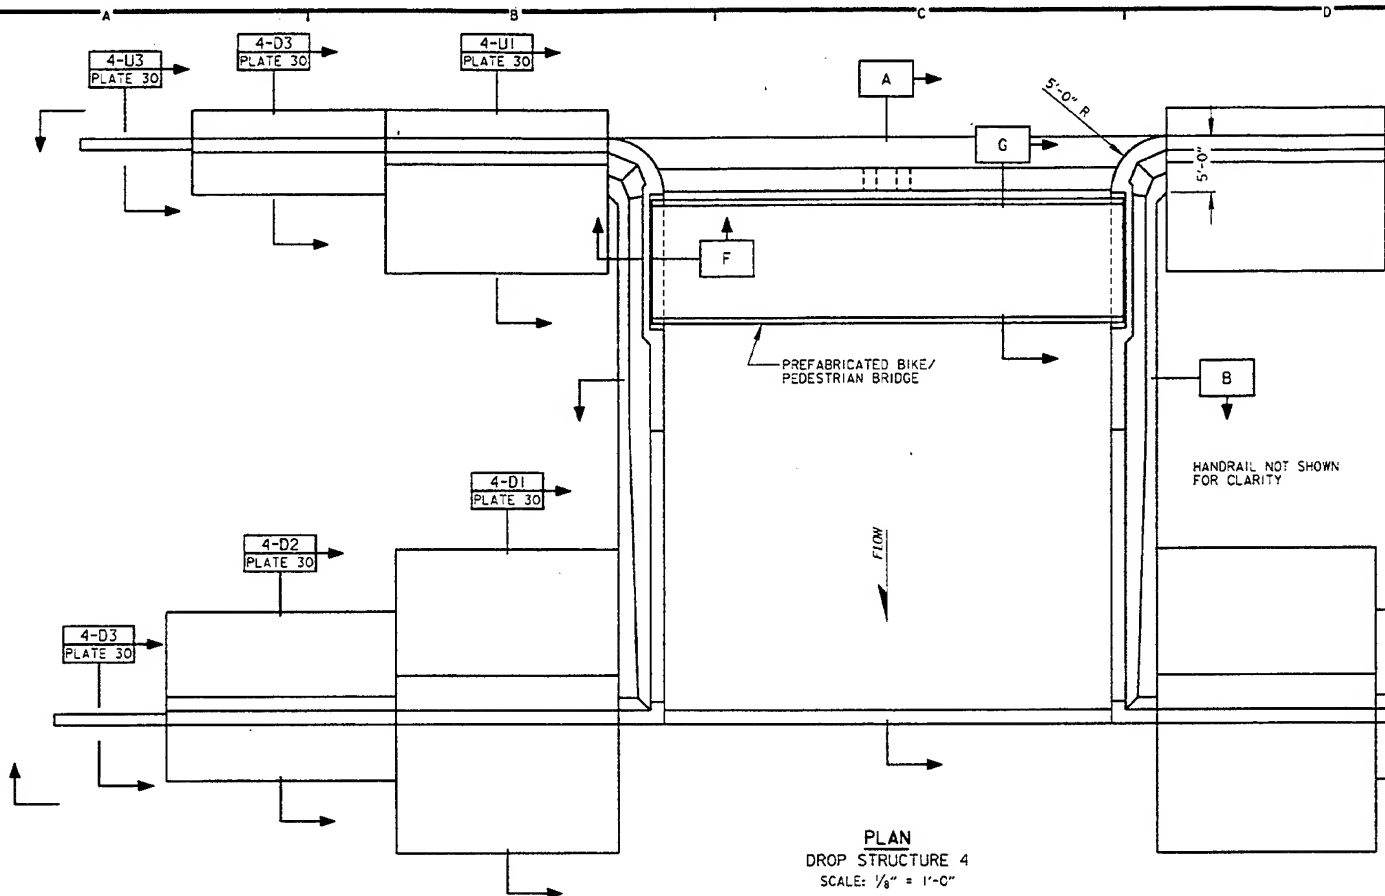 A B C D
4-U3
PLATE 30
4-D3
PLATE 30
4-U1
PLATE 30
A
5'-0" R
G
5'-0"
F
PREFABRICATED BIKE/
PEDESTRIAN BRIDGE
B
HANDRAIL NOT SHOWN
FOR CLARITY
4-D1
PLATE 30
4-D2
PLATE 30
FLOW
4-D3
PLATE 30
PLAN
DROP STRUCTURE 4
SCALE: 1/8" = 1'-0"